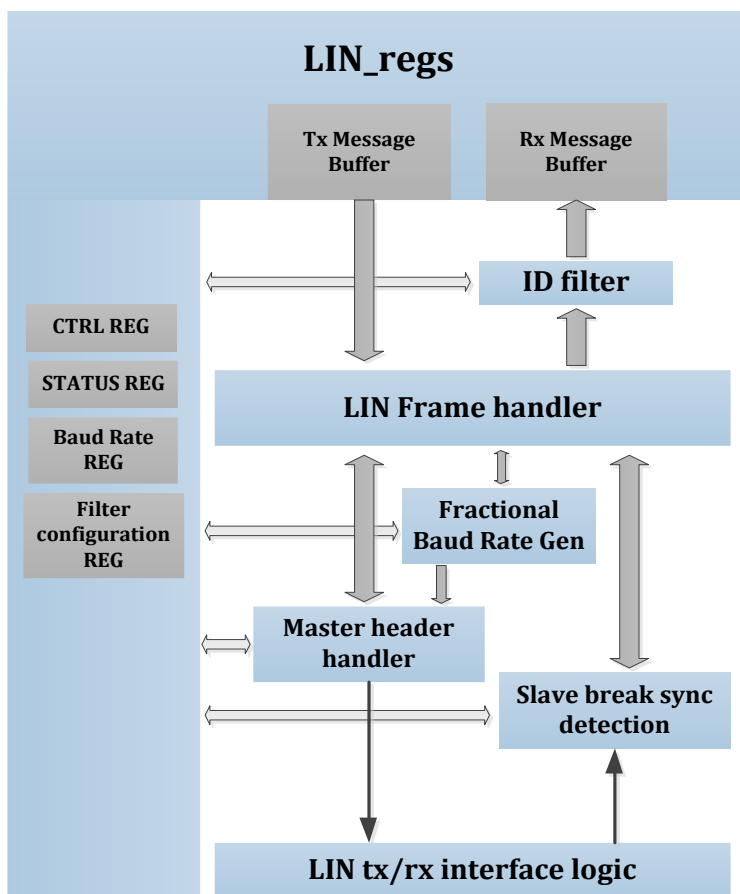 LIN_regs
Tx Message
Buffer
Rx Message
Buffer
ID filter
CTRL REG
STATUS REG
Baud Rate
REG
Filter
configuration
REG
LIN Frame handler
Fractional
Baud Rate Gen
Master header
handler
Slave break sync
detection
LIN tx/rx interface logic